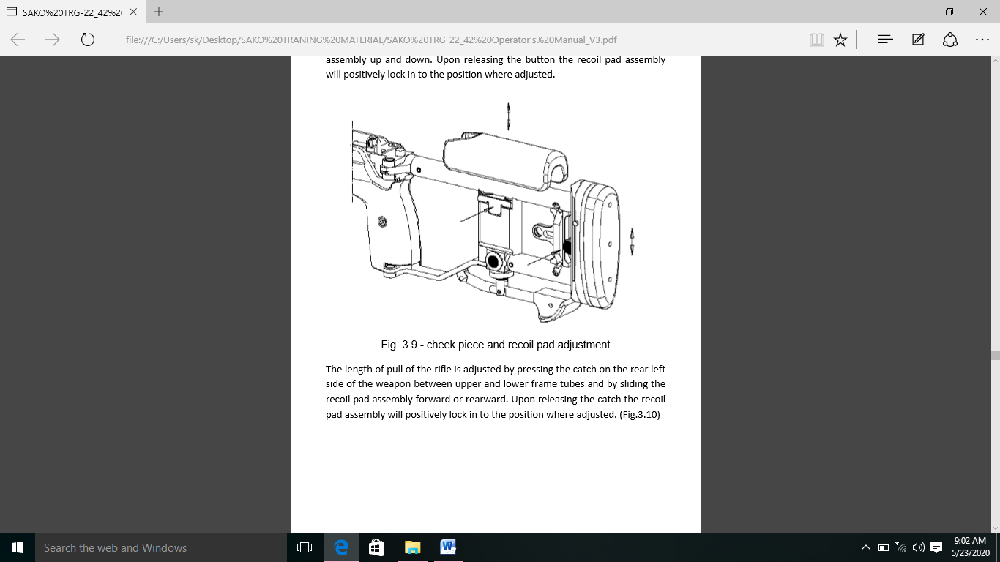 SAKO%20TRG-22_42%2
file:///C:/Users/sk/Desktop/SAKO%20TRANING%20MATERIAL/SAKO%20TRG-22_42%20Operator's%20Manual_V3.pdf
assembly up and down. Upon releasing the button the recoil pad assembly
will positively lock in to the position where adjusted.
Fig. 3.9 - cheek piece and recoil pad adjustment
The length of pull of the rifle is adjusted by pressing the catch on the rear left
side of the weapon between upper and lower frame tubes and by sliding the
recoil pad assembly forward or rearward. Upon releasing the catch the recoil
pad assembly will positively lock in to the position where adjusted. (Fig.3.10)
Search the web and Windows
9:02 AM
5/23/2020